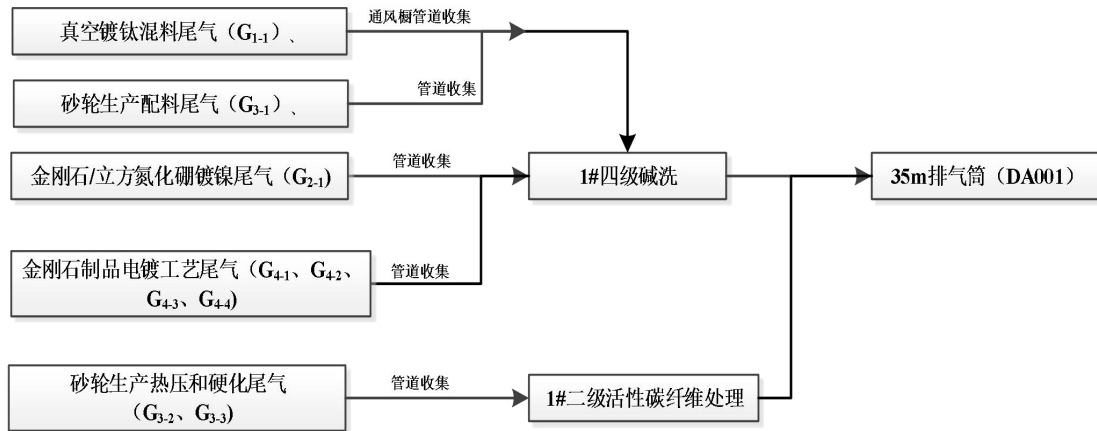 真空镀钛混料尾气（G1-1）、
通风橱管道收集
砂轮生产配料尾气（G3-1）、
管道收集
金刚石/立方氮化硼镀镍尾气（G2-1)
管道收集
1#四级碱洗
35m排气筒（DA001）
金刚石制品电镀工艺尾气（G4-1、G4-2、
G4-3、G4-4)
管道收集
砂轮生产热压和硬化尾气
（G3-2、G3-3)
管道收集
1#二级活性碳纤维处理